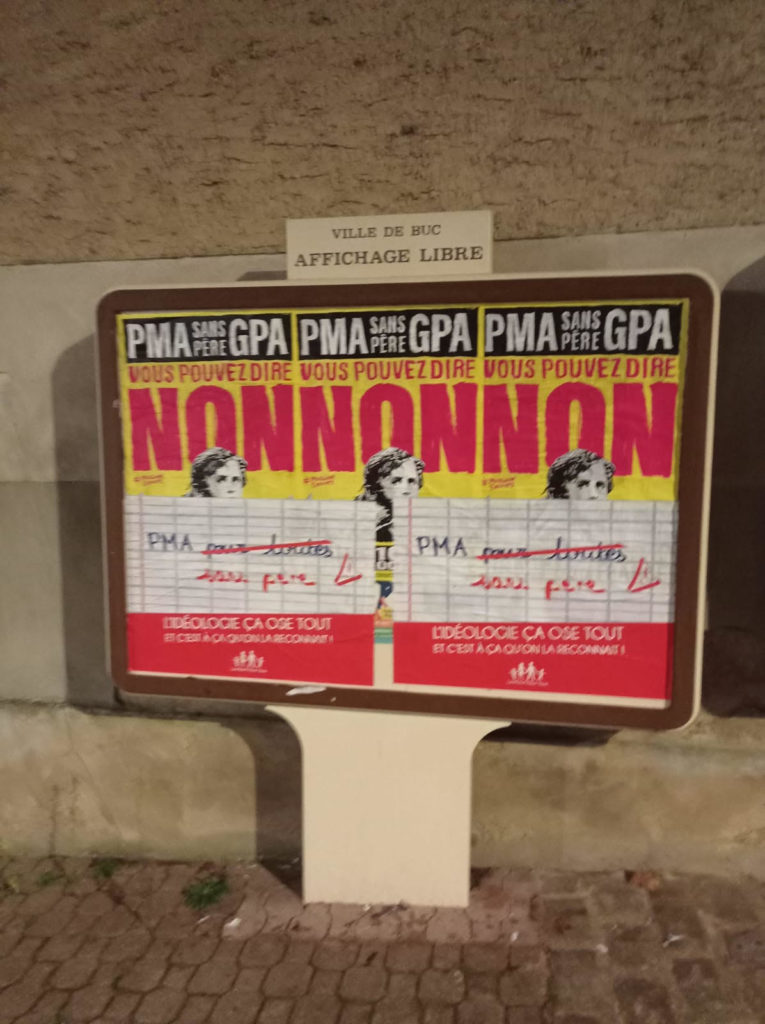 VILLE DE BUC
AFFICHAGE LIBRE
PMA SANS PÈRE GPA
VOUS POUVEZ DIRE
NON
PMA SANS PÈRE GPA
VOUS POUVEZ DIRE
NON
PMA SANS PÈRE GPA
VOUS POUVEZ DIRE
NON
PMA pour toutes
sans père
L'IDÉOLOGIE ÇA OSE TOUT
ET C'EST À ÇA QU'ON LA RECONNAIT !
PMA pour toutes
sans père
L'IDÉOLOGIE ÇA OSE TOUT
ET C'EST À ÇA QU'ON LA RECONNAIT !